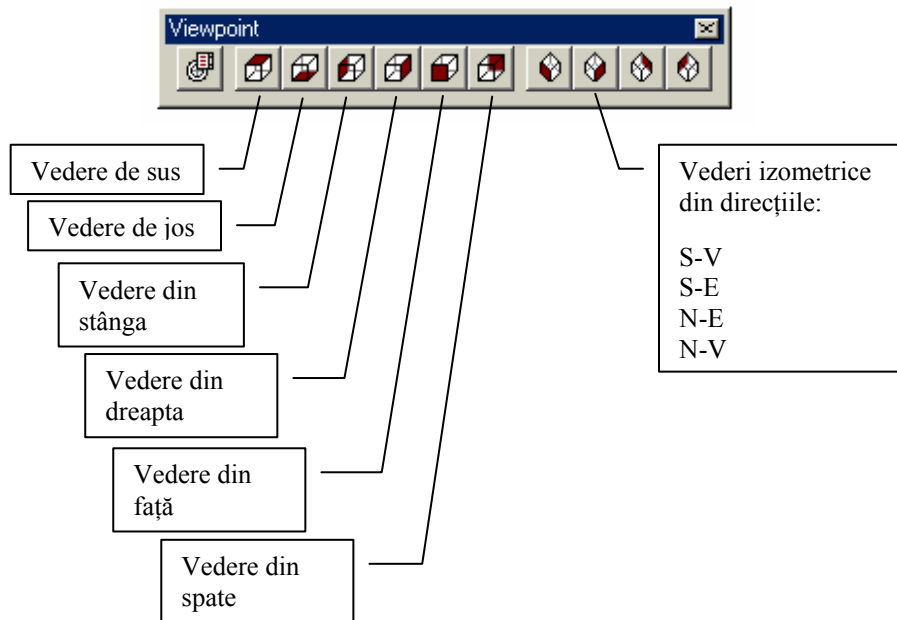 Viewpoint
Vedere de sus
Vedere de jos
Vedere din
stânga
Vedere din
dreapta
Vedere din
față
Vedere din
spate
Vederi izometrice
din direcțiile:
S-V
S-E
N-E
N-V